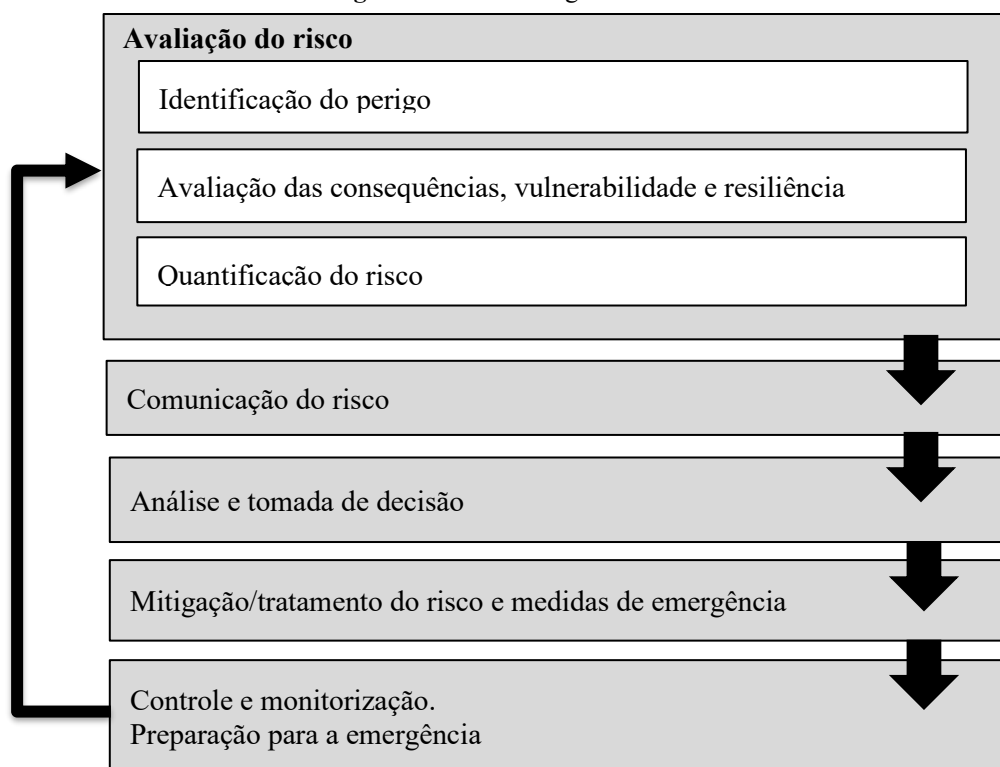 Avaliação do risco
Identificação do perigo
Avaliação das consequências, vulnerabilidade e resiliência
Quantificação do risco
Comunicação do risco
Análise e tomada de decisão
Mitigação/tratamento do risco e medidas de emergência
Controle e monitorização.
Preparação para a emergência